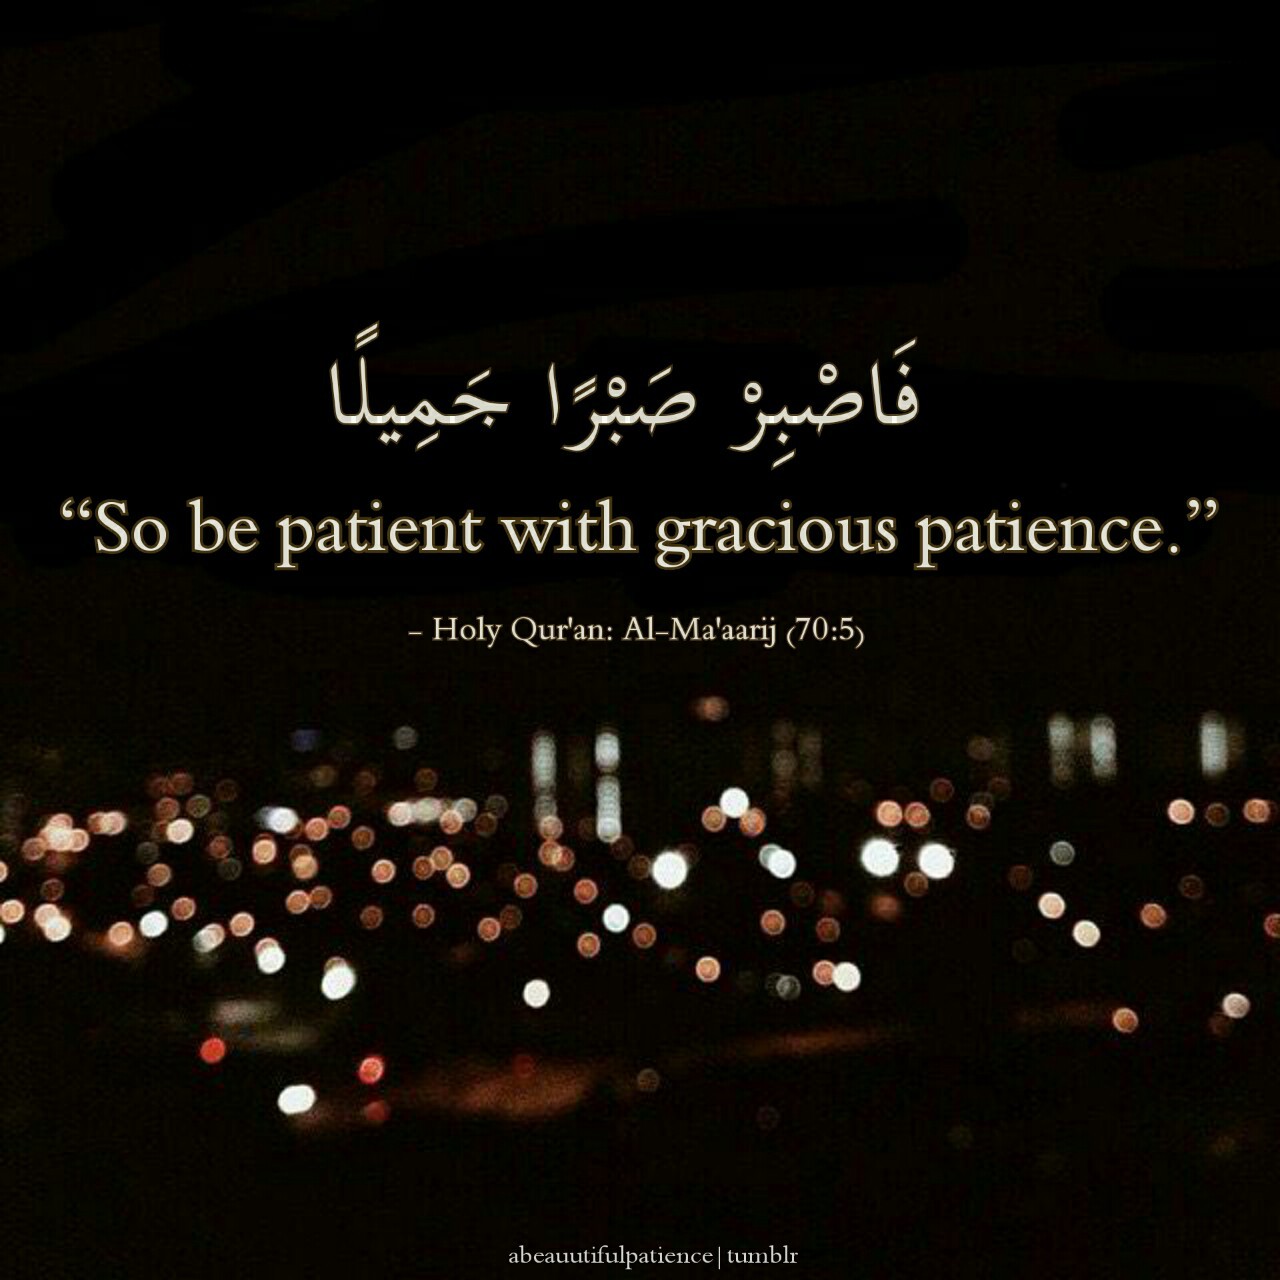 فَاصْبِرْ صَبْرًا جَمِيلًا
“So be patient with gracious patience.”
– Holy Qur'an: Al-Ma'aarij (70:5)
abeauutifulpatience|tumblr